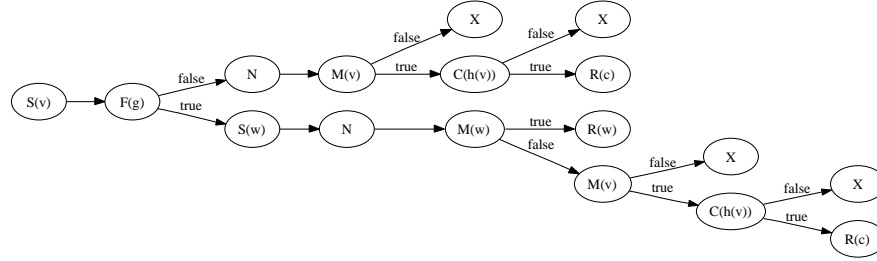 X
X
false
false
N
M(v)
true
C(h(v))
true
R(c)
false
S(v)
F(g)
true
S(w)
N
M(w)
true
R(w)
false
M(v)
false
X
true
C(h(v))
false
X
true
R(c)